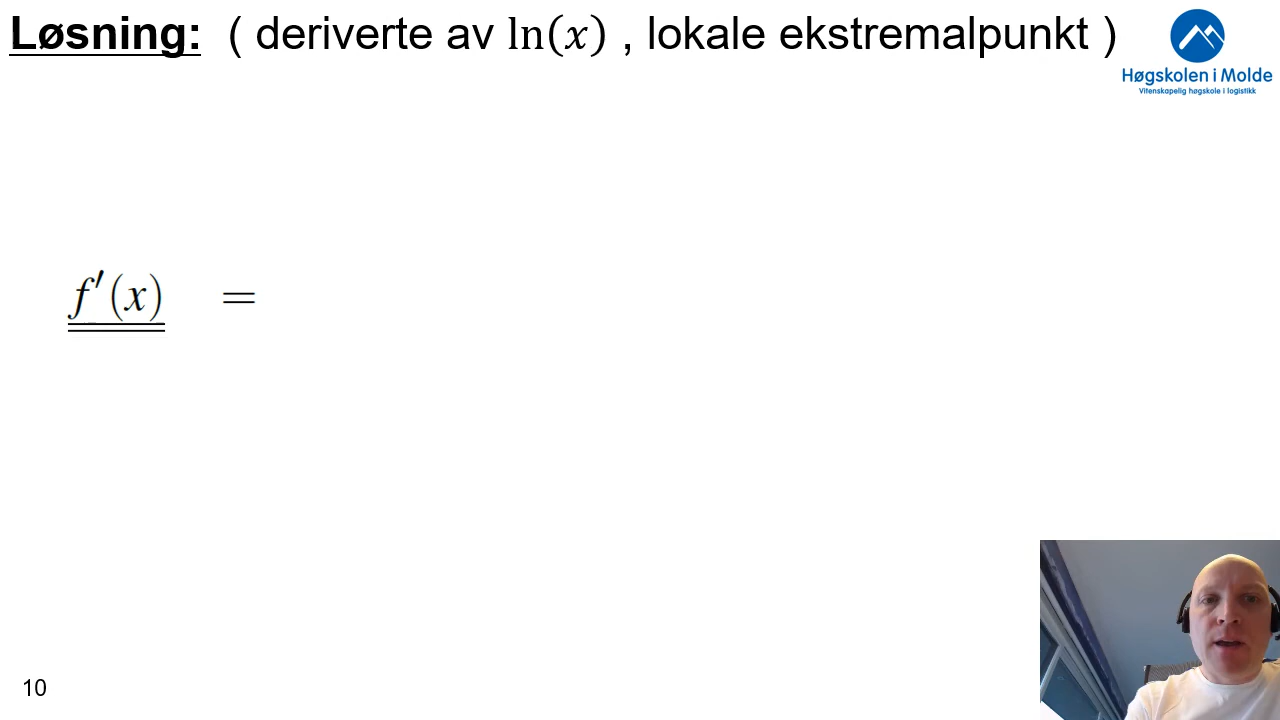 Løsning: ( deriverte av ln(x) , lokale ekstremalpunkt )
Høgskolen i Molde
Vitenskapelig høgskole i logistikk
f′(x) =
10